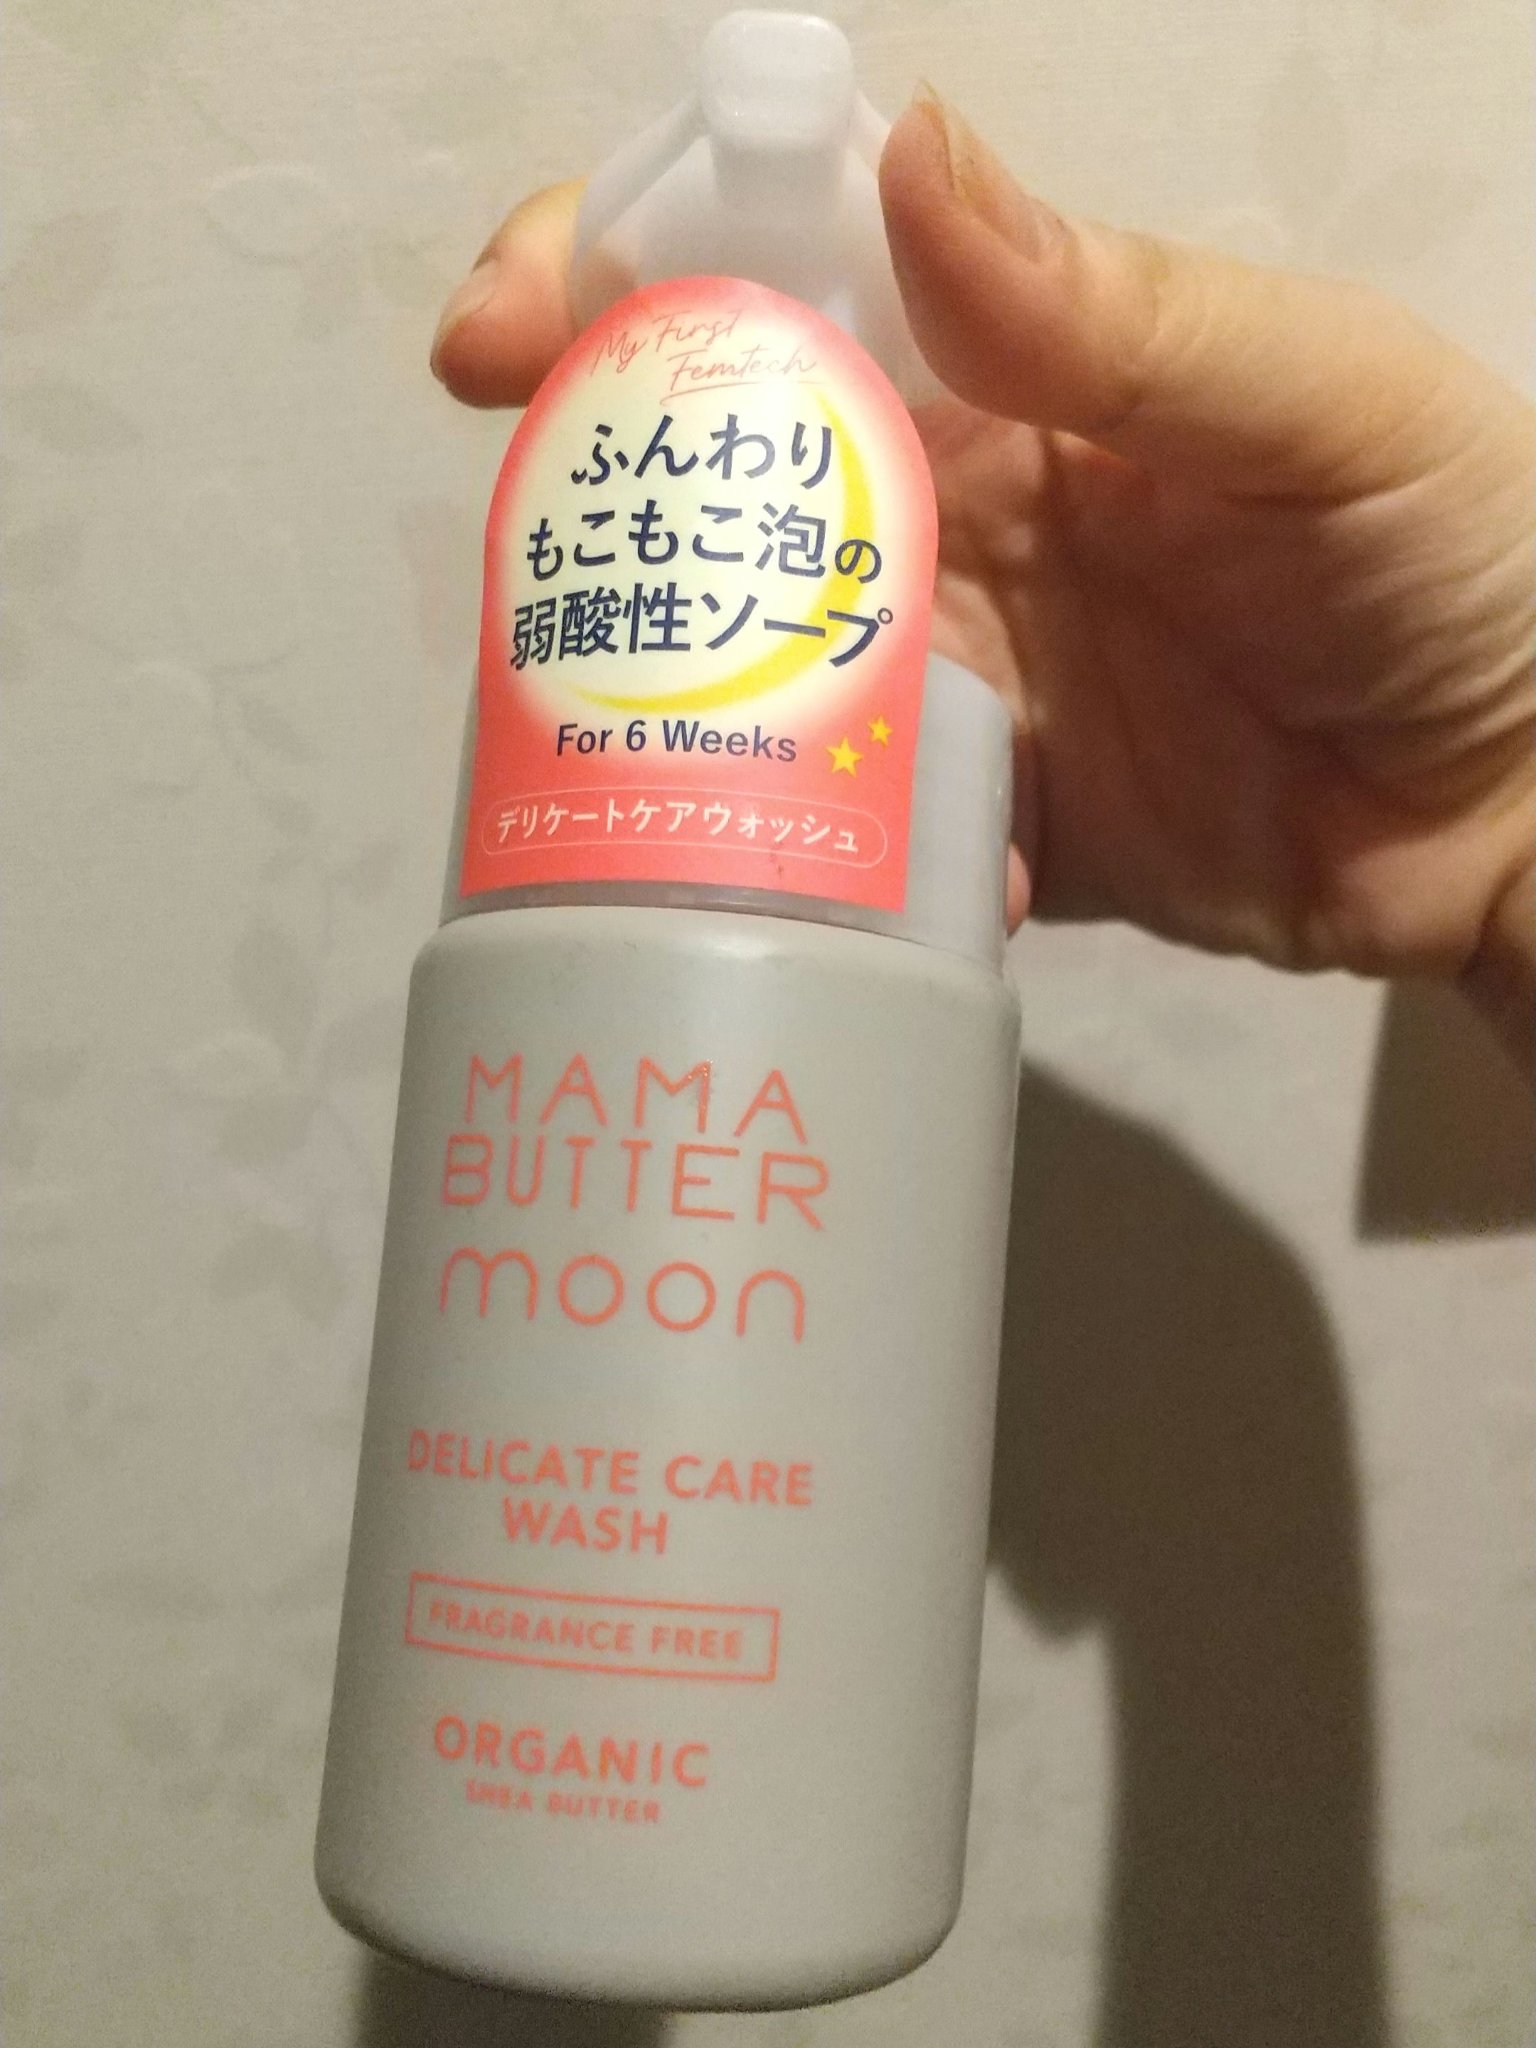 My First
Femtech
ふんわり
もこもこ泡の
弱酸性ソープ
For 6 Weeks
デリケートケアウォッシュ
MAMA
BUTTER
moon
DELICATE CARE
WASH
FRAGRANCE FREE
ORGANIC
SHEA BUTTER